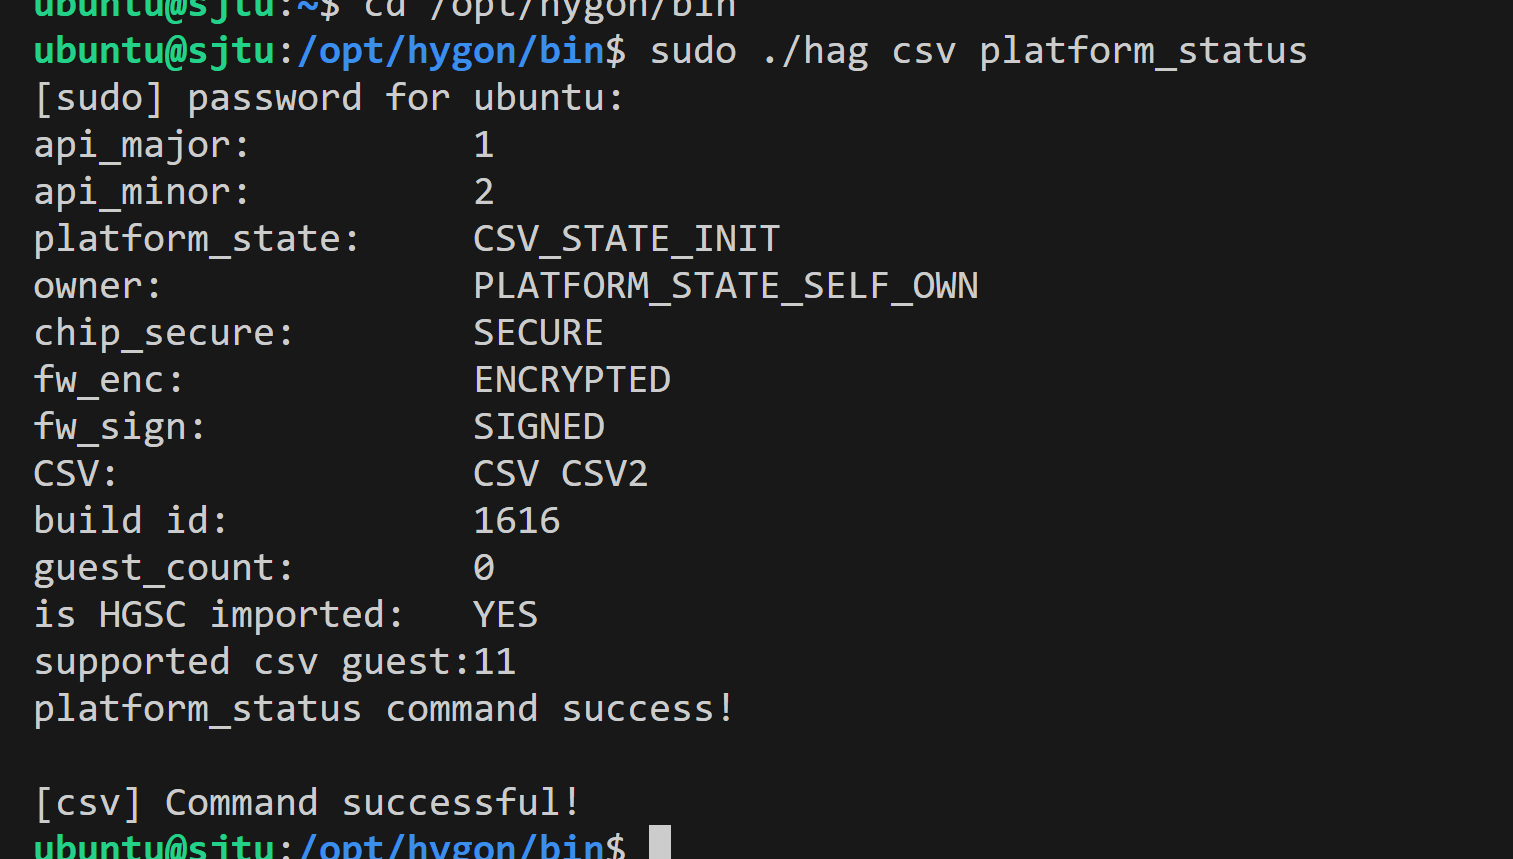 ubuntu@sjtu:~$ cd /opt/hygon/bin
ubuntu@sjtu:/opt/hygon/bin$ sudo ./hag csv platform_status
[sudo] password for ubuntu:
api_major: 1
api_minor: 2
platform_state: CSV_STATE_INIT
owner: PLATFORM_STATE_SELF_OWN
chip_secure: SECURE
fw_enc: ENCRYPTED
fw_sign: SIGNED
CSV: CSV CSV2
build id: 1616
guest_count: 0
is HGSC imported: YES
supported csv guest:11
platform_status command success!
[csv] Command successful!
ubuntu@sjtu:/opt/hygon/bin$